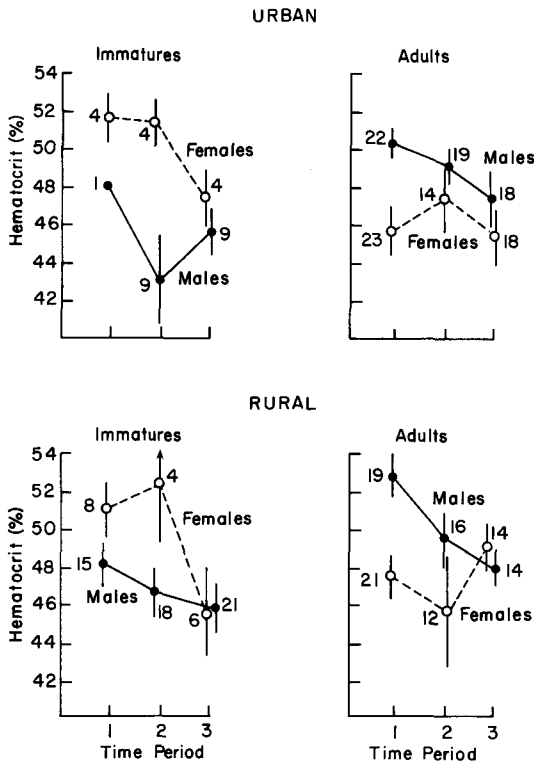 URBAN
Immatures
Adults
Hematocrit (%)
54
52
50
48
46
44
42
4
4
Females
4
1
9
9
Males
22
19
Males
18
14
23
Females
18
RURAL
Immatures
Adults
Hematocrit (%)
54
52
50
48
46
44
42
8
4
Females
15
Males
18
21
6
1 2 3
Time Period
19
Males
16
14
21
14
12
Females
1 2 3
Time Period